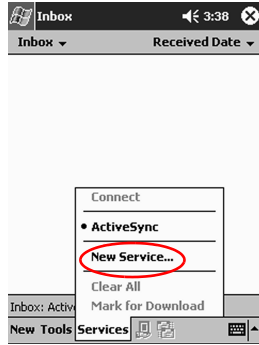 Inbox 3:38
Inbox Received Date
Connect
ActiveSync
New Service...
Clear All
Mark for Download
Inbox: Activ
New Tools Services